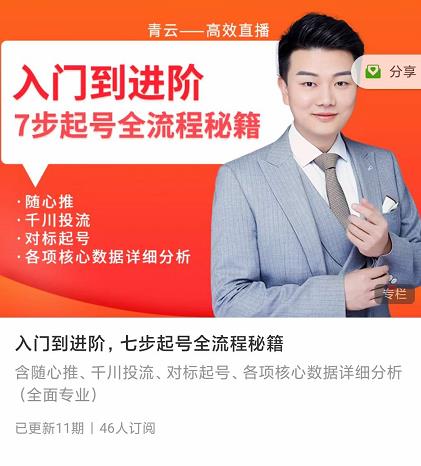 青云——高效直播
分享
入门到进阶
7步起号全流程秘籍
·随心推
·千川投流
·对标起号
·各项核心数据详细分析
专栏
入门到进阶，七步起号全流程秘籍
含随心推、千川投流、对标起号、各项核心数据详细分析
（全面专业）
已更新11期丨46人订阅